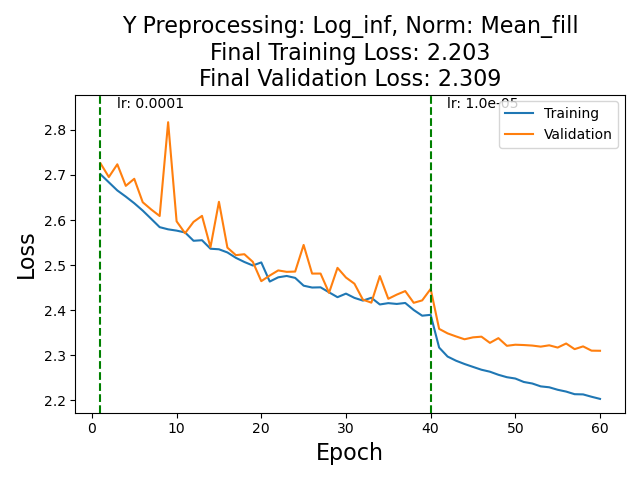 Y Preprocessing: Log_inf, Norm: Mean_fill
Final Training Loss: 2.203
Final Validation Loss: 2.309
lr: 0.0001
lr: 1.0e-05
Training
Validation
2.8
2.7
2.6
2.5
2.4
2.3
2.2
Loss
0 10 20 30 40 50 60
Epoch